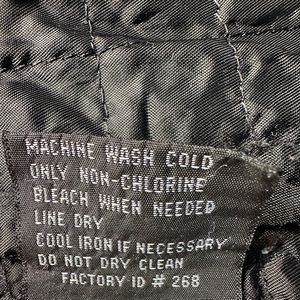 MACHINE WASH COLD
ONLY NON-CHLORINE
BLEACH WHEN NEEDED
LINE DRY
COOL IRON IF NECESSARY
DO NOT DRY CLEAN
FACTORY ID # 268